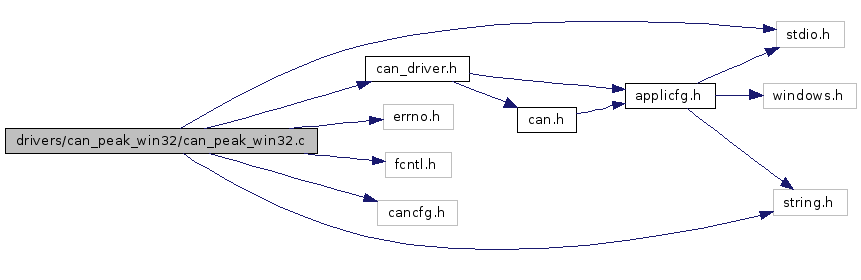 stdio.h
can_driver.h
applicfg.h
windows.h
errno.h
can.h
drivers/can_peak_win32/can_peak_win32.c
fcntl.h
string.h
cancfg.h